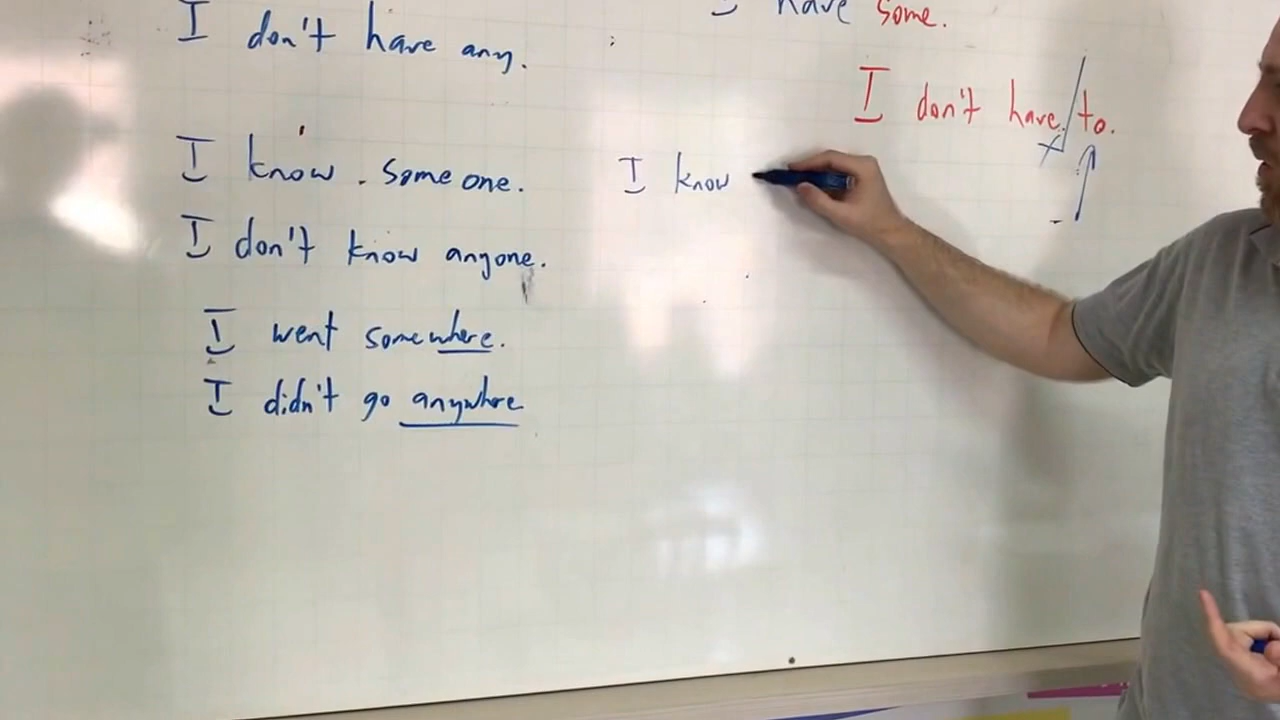 I don't have any.
I know. Someone.
I don't know anyone.
I went somewhere.
I didn't go anywhere
I have some.
I don't have to.
I know